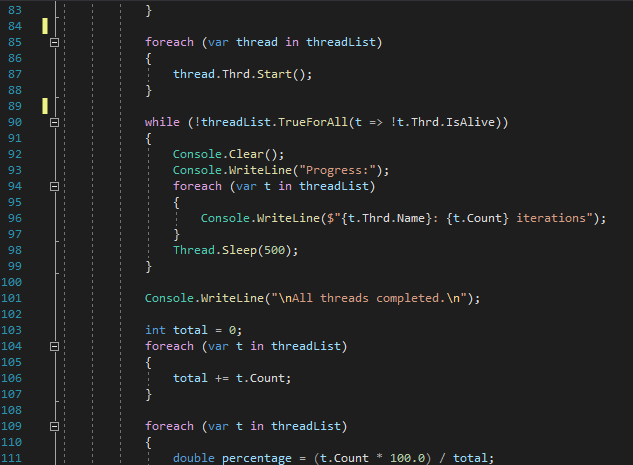 83 }
84
85 foreach (var thread in threadList)
86 {
87 thread.Thrd.Start();
88 }
89
90 while (!threadList.TrueForAll(t => !t.Thrd.IsAlive))
91 {
92 Console.Clear();
93 Console.WriteLine("Progress:");
94 foreach (var t in threadList)
95 {
96 Console.WriteLine($"{t.Thrd.Name}: {t.Count} iterations");
97 }
98 Thread.Sleep(500);
99 }
100
101 Console.WriteLine("\nAll threads completed.\n");
102
103 int total = 0;
104 foreach (var t in threadList)
105 {
106 total += t.Count;
107 }
108
109 foreach (var t in threadList)
110 {
111 double percentage = (t.Count * 100.0) / total;